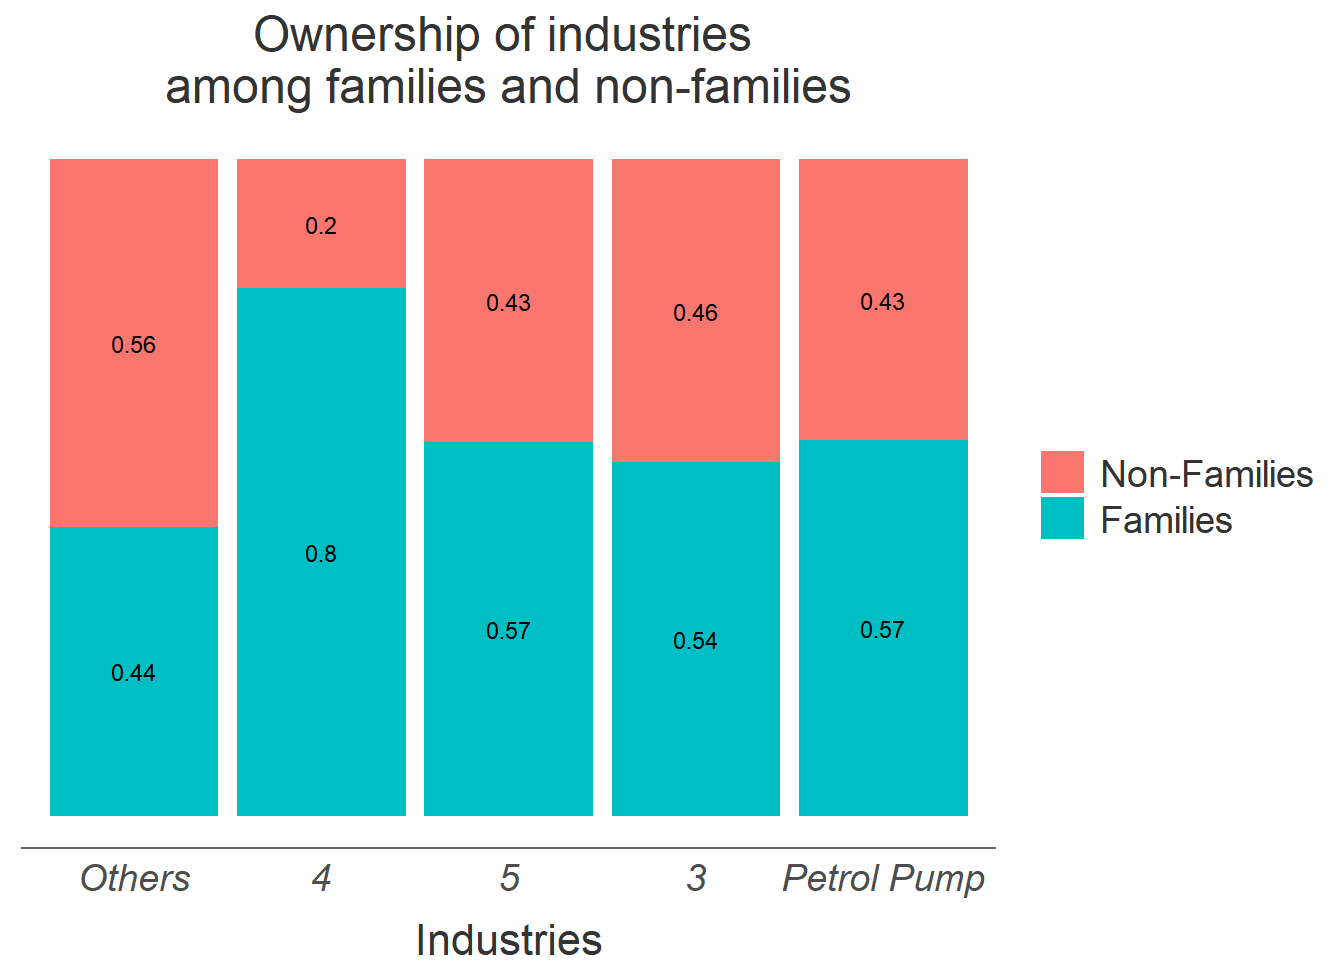 Ownership of industries
among families and non-families
0.56
0.44
0.2
0.8
0.43
0.57
0.46
0.54
0.43
0.57
Non-Families
Families
Others 4 5 3 Petrol Pump
Industries